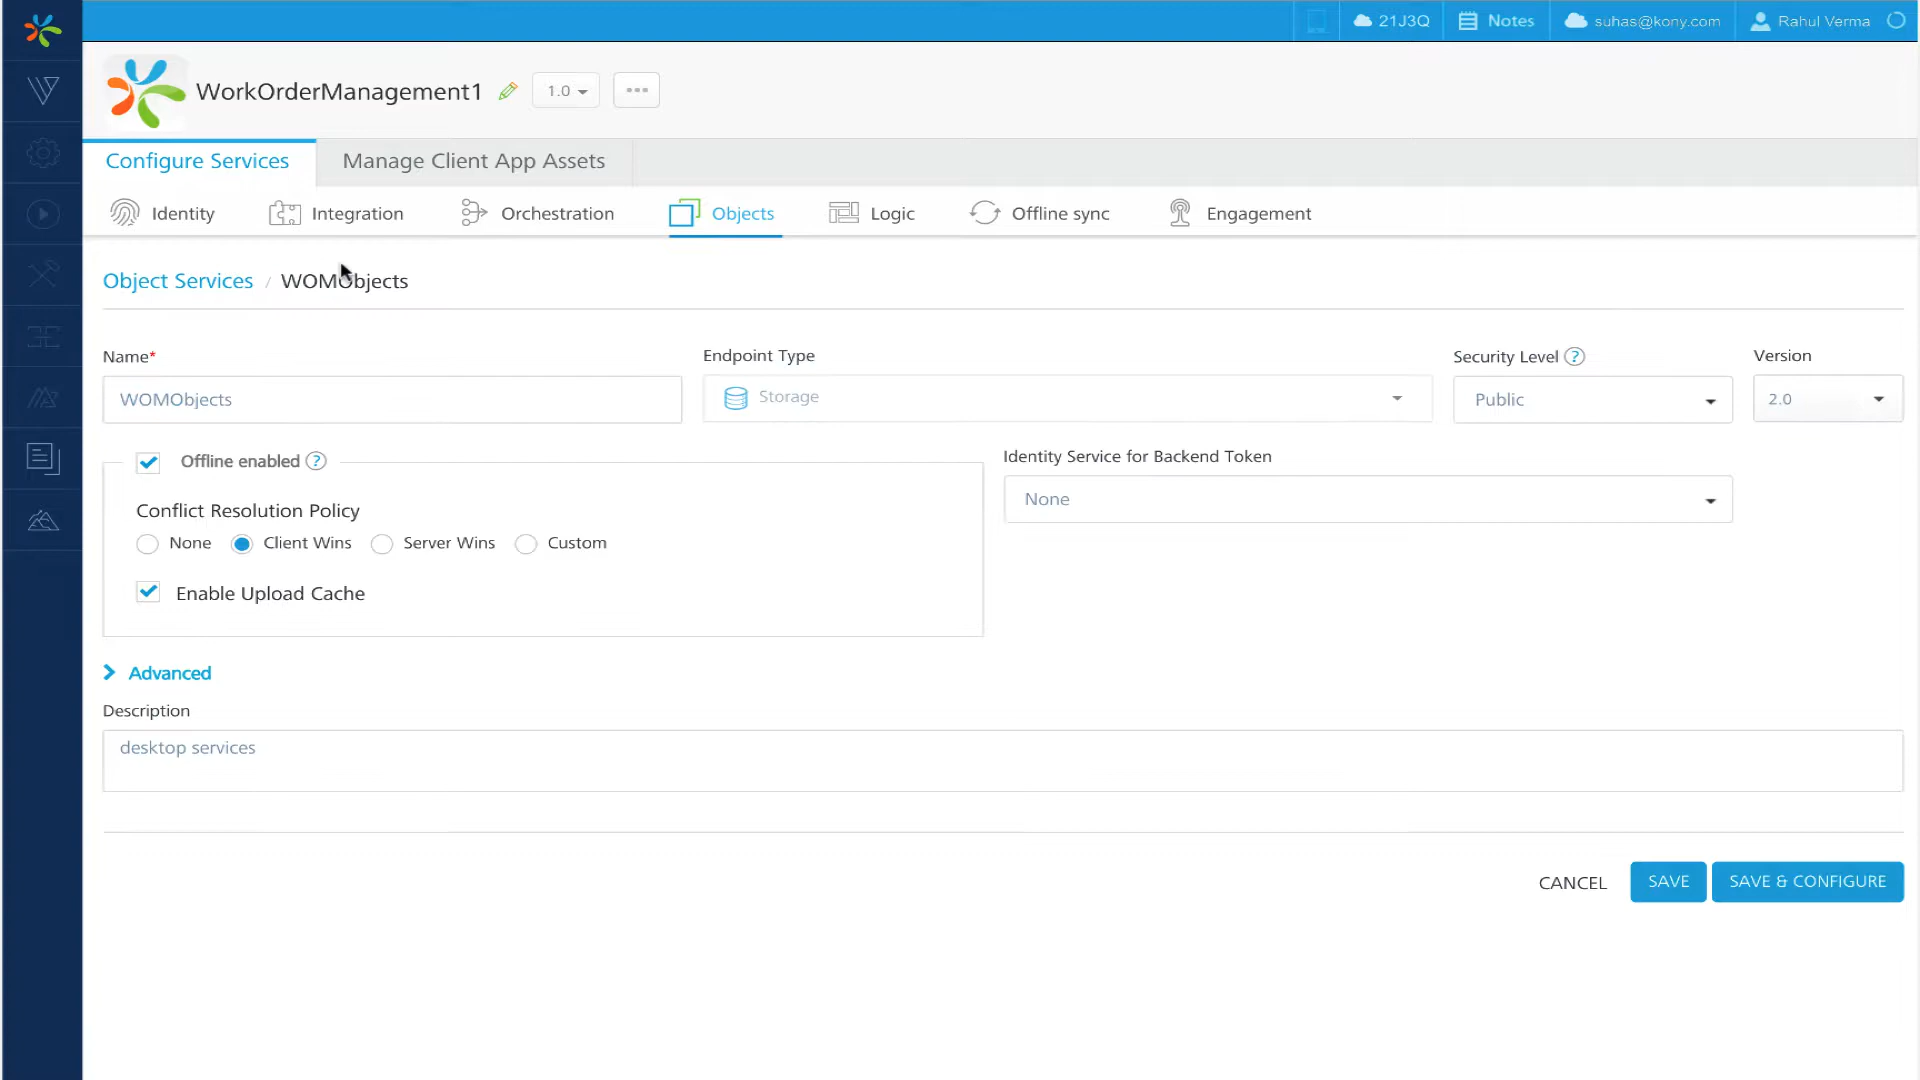 21J3Q
Notes
suhas@kony.com
Rahul Verma
WorkOrderManagement1
1.0
Configure Services
Manage Client App Assets
Identity
Integration
Orchestration
Objects
Logic
Offline sync
Engagement
Object Services / WOMObjects
Name*
Endpoint Type
Security Level ?
Version
WOMObjects
Storage
Public
2.0
Offline enabled ?
Identity Service for Backend Token
None
Conflict Resolution Policy
None
Client Wins
Server Wins
Custom
Enable Upload Cache
Advanced
Description
desktop services
CANCEL
SAVE
SAVE & CONFIGURE